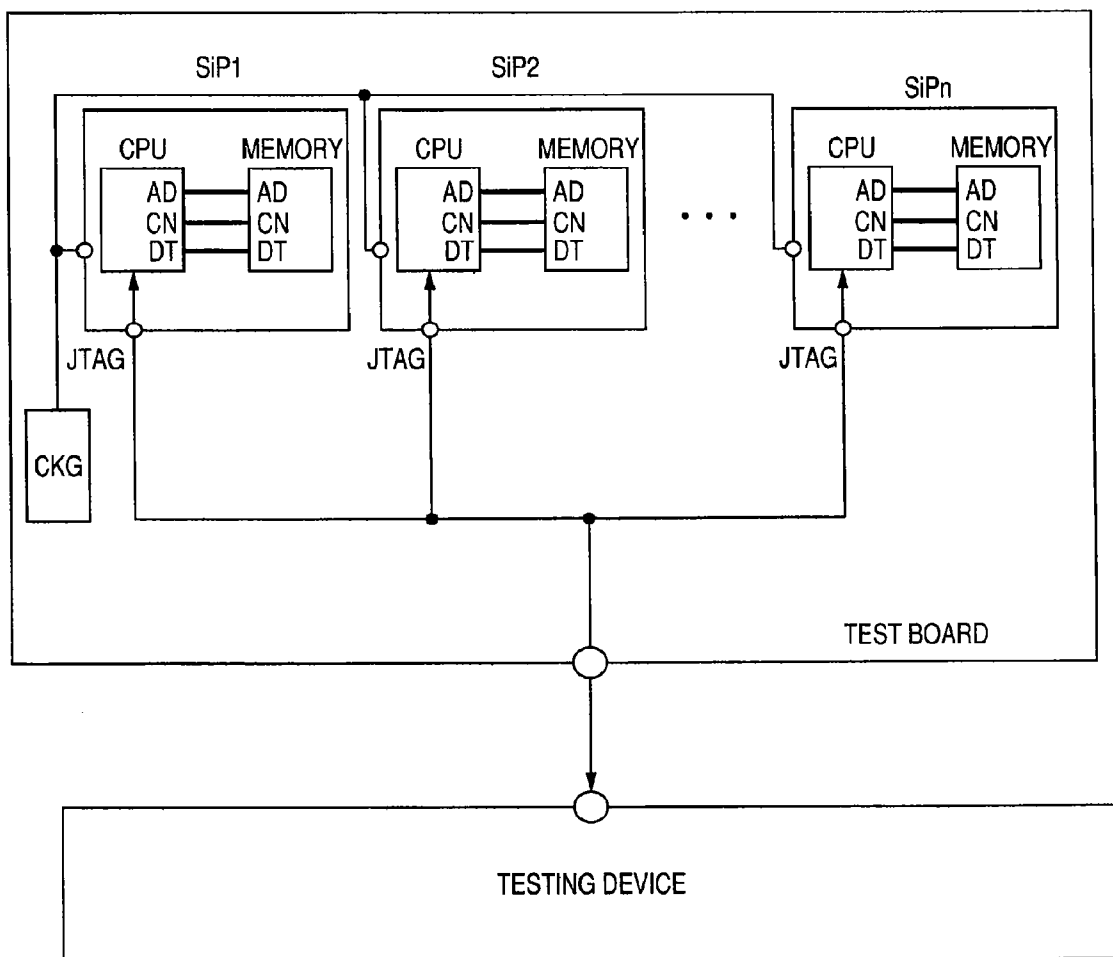 SiP1
SiP2
SiPn
CPU MEMORY
AD AD
CN CN
DT DT
JTAG
CPU MEMORY
AD AD
CN CN
DT DT
JTAG
. . .
CPU MEMORY
AD AD
CN CN
DT DT
JTAG
CKG
TEST BOARD
TESTING DEVICE